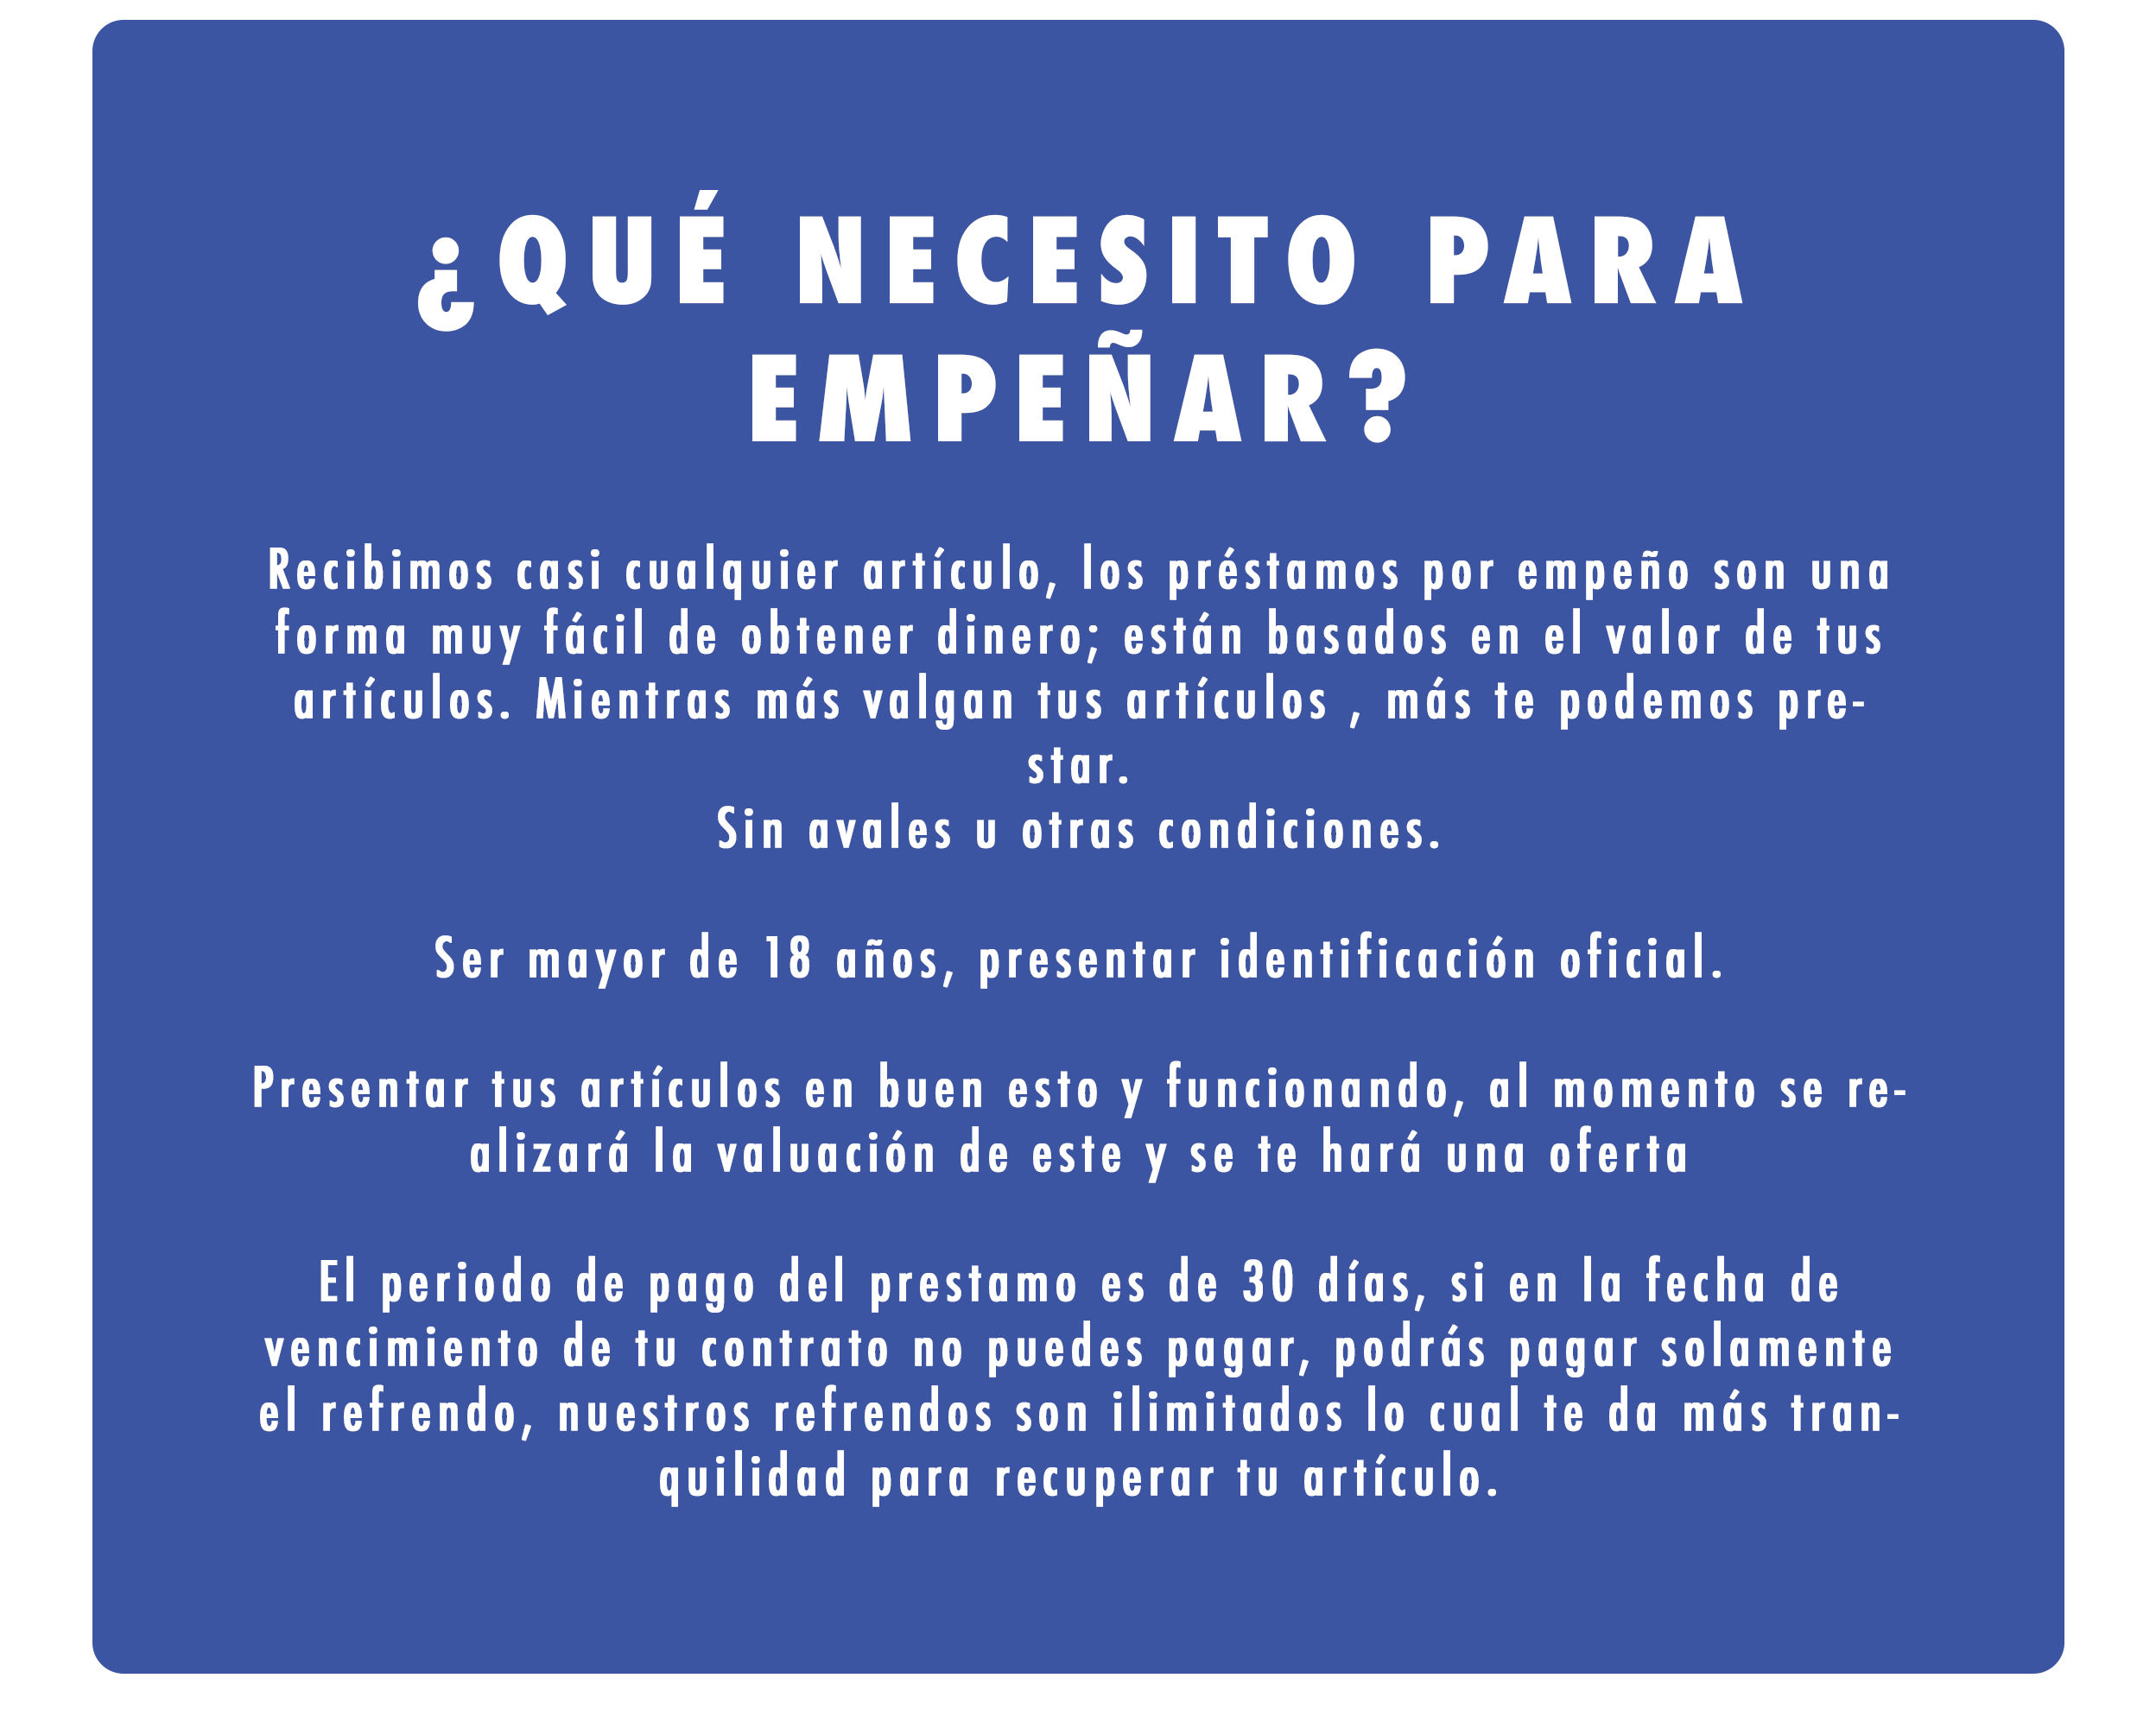 ¿QUÉ NECESITO PARA
EMPEÑAR?
Recibimos casi cualquier artículo, los préstamos por empeño son una
forma muy fácil de obtener dinero; están basados en el valor de tus
artículos. Mientras más valgan tus artículos , más te podemos pre-
star.
Sin avales u otras condiciones.
Ser mayor de 18 años, presentar identificación oficial.
Presentar tus artículos en buen esto y funcionando, al momento se re-
alizará la valuación de este y se te hará una oferta
El periodo de pago del prestamo es de 30 días, si en la fecha de
vencimiento de tu contrato no puedes pagar, podrás pagar solamente
el refrendo, nuestros refrendos son ilimitados lo cual te da más tran-
quilidad para recuperar tu artículo.